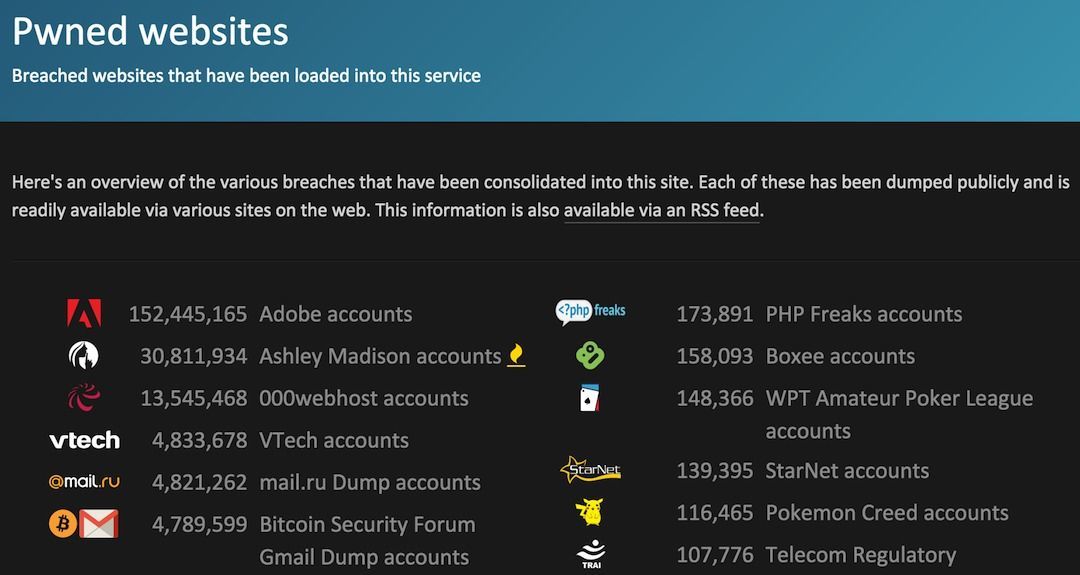 Pwned websites
Breached websites that have been loaded into this service
Here's an overview of the various breaches that have been consolidated into this site. Each of these has been dumped publicly and is
readily available via various sites on the web. This information is also available via an RSS feed.
152,445,165 Adobe accounts
30,811,934 Ashley Madison accounts
13,545,468 000webhost accounts
vtech 4,833,678 VTech accounts
@mail.ru 4,821,262 mail.ru Dump accounts
4,789,599 Bitcoin Security Forum
Gmail Dump accounts
<?php freaks 173,891 PHP Freaks accounts
158,093 Boxee accounts
148,366 WPT Amateur Poker League
accounts
StarNet 139,395 StarNet accounts
116,465 Pokemon Creed accounts
TRAI 107,776 Telecom Regulatory